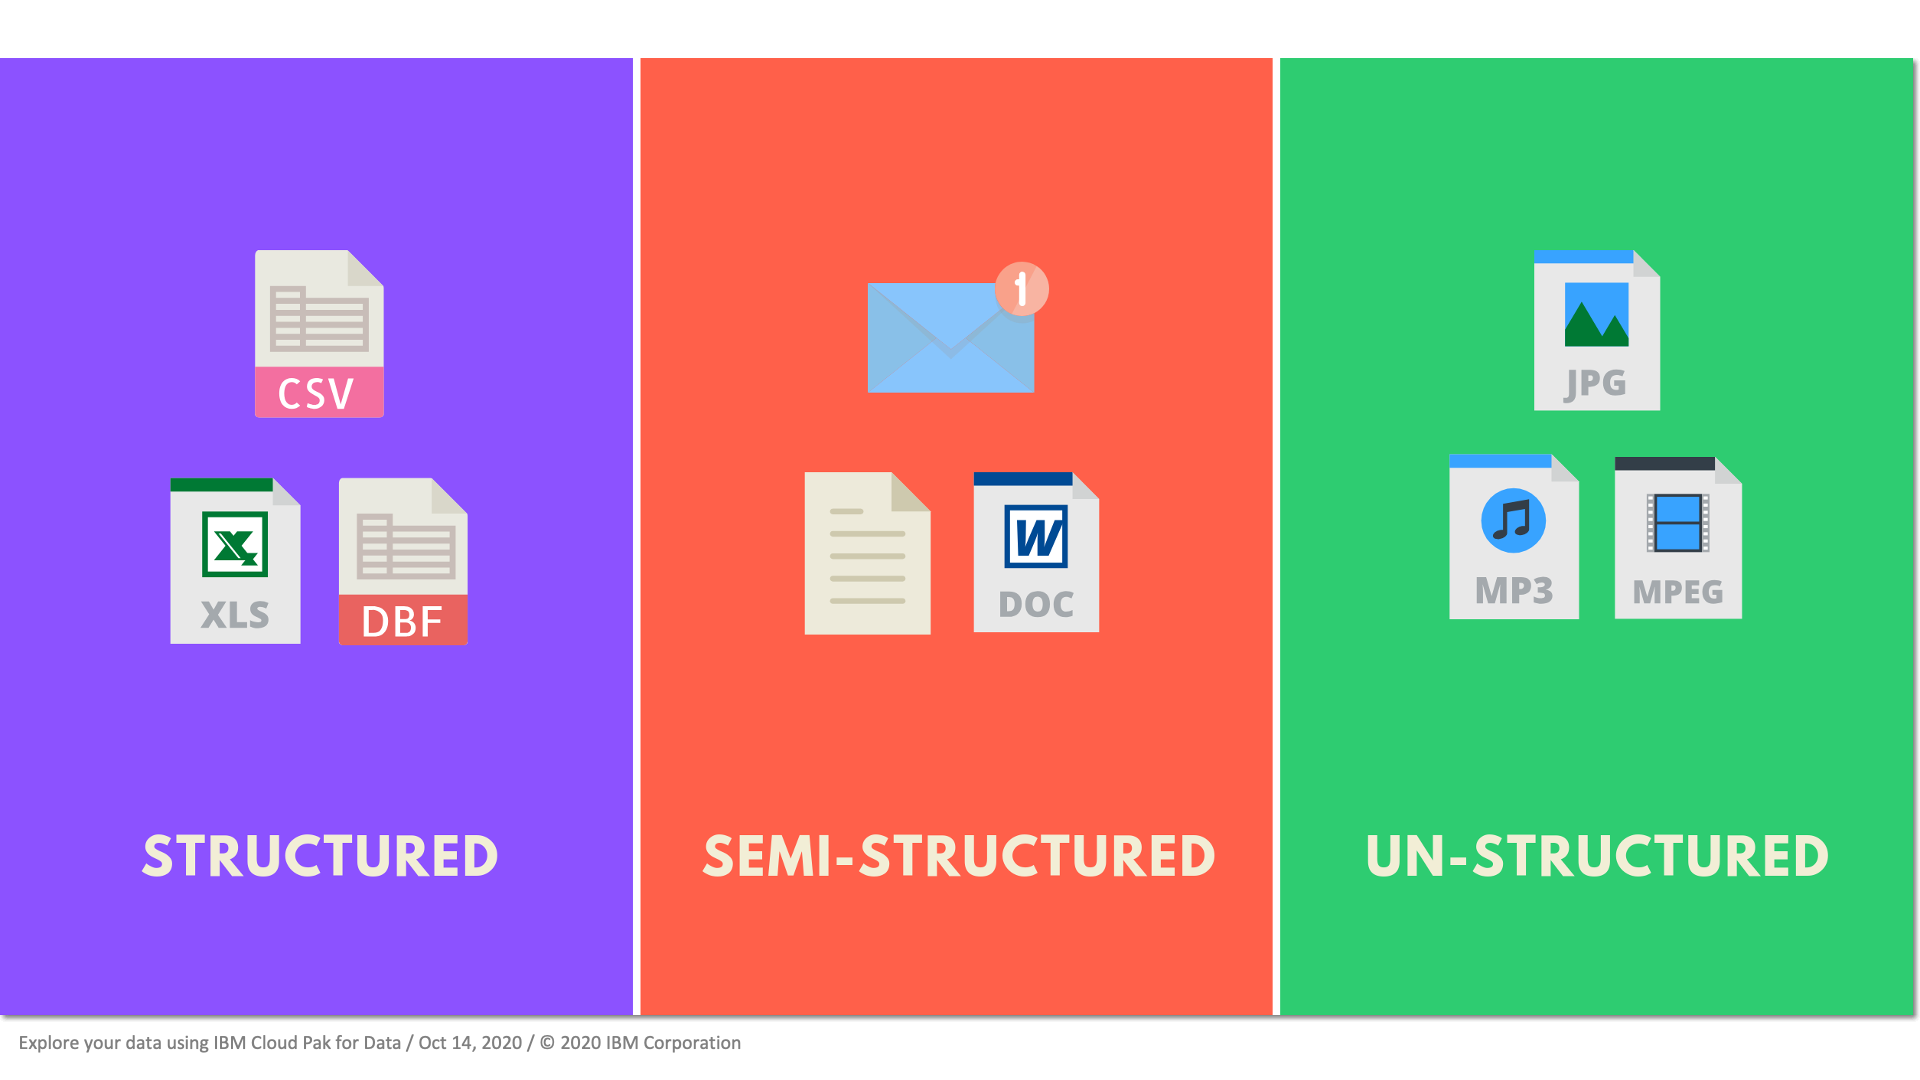 CSV
XLS
DBF
STRUCTURED
1
W
DOC
SEMI-STRUCTURED
JPG
MP3
MPEG
UN-STRUCTURED
Explore your data using IBM Cloud Pak for Data / Oct 14, 2020 / © 2020 IBM Corporation